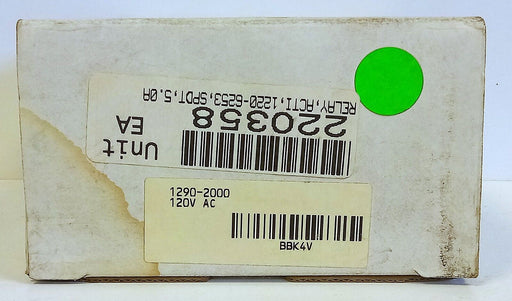 RELAY,ACTI,1220-6253,SPDT,5.0A
220358
Unit
EA
1290-2000
120V AC
BBK4V